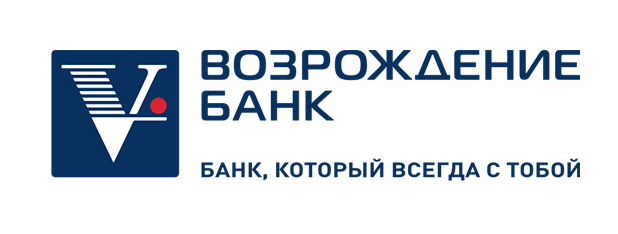 ВОЗРОЖДЕНИЕ
БАНК
БАНК, КОТОРЫЙ ВСЕГДА С ТОБОЙ